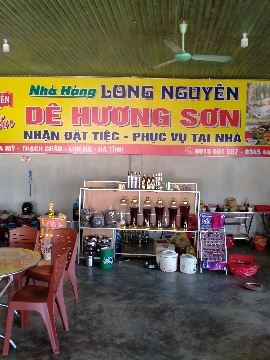 Nhà Hàng LONG NGUYÊN
DÊ HƯƠNG SƠN
NHẬN ĐẶT TIỆC - PHỤC VỤ TẠI NHÀ
MỸ - THẠCH CHÂU - LỘC HÀ - HÀ TĨNH